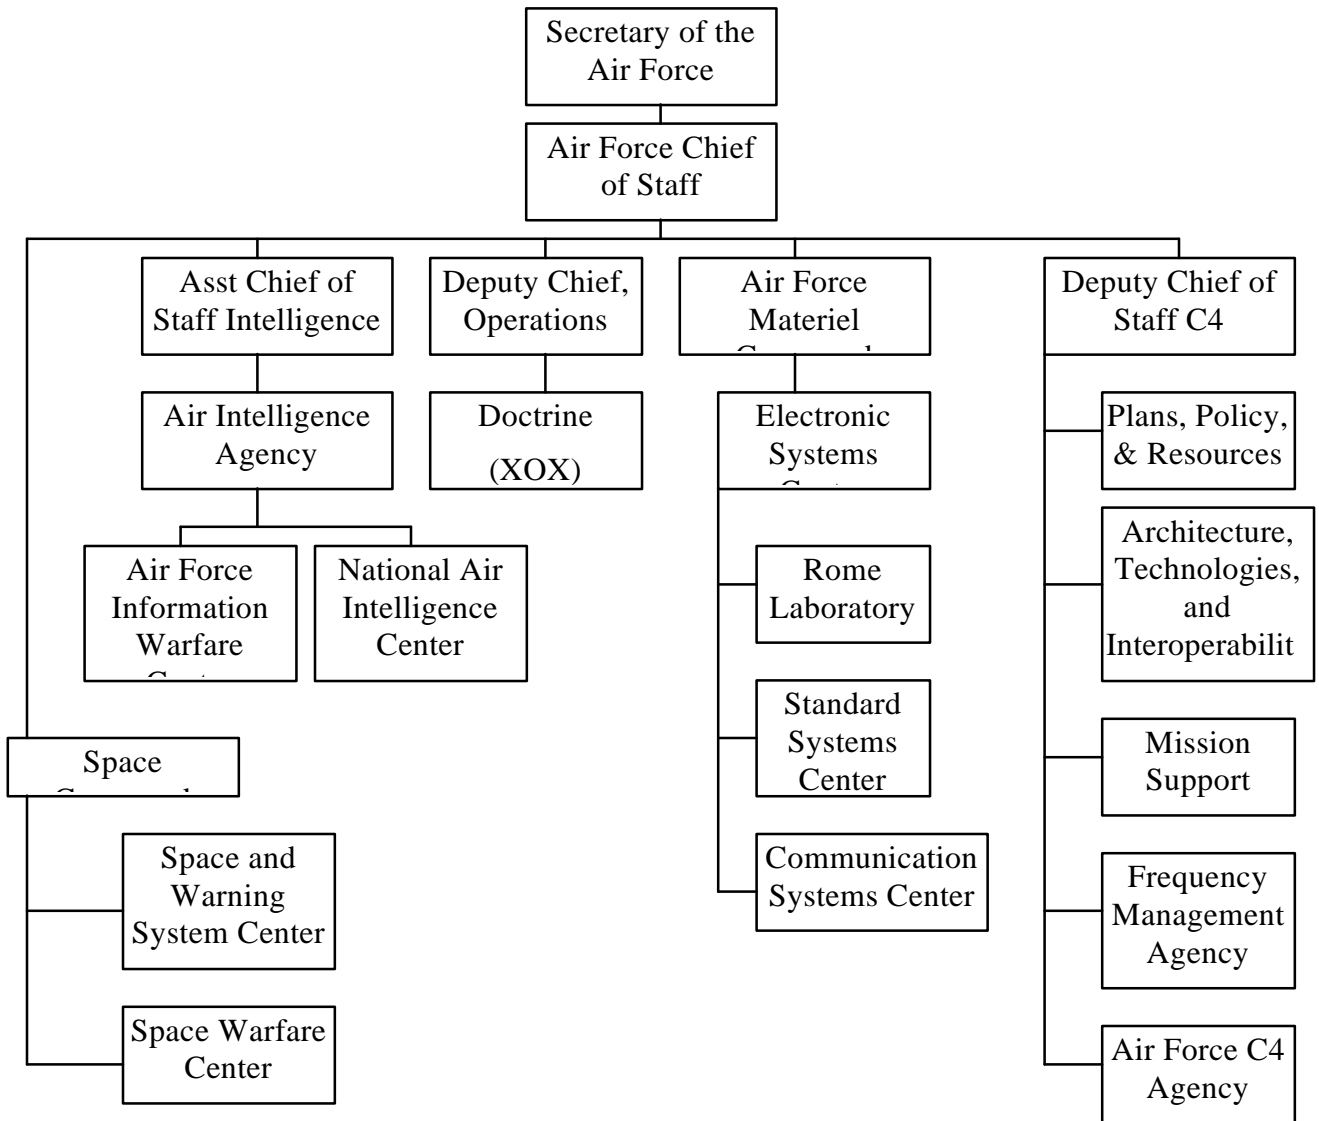 Secretary of the
Air Force
Air Force Chief
of Staff
Asst Chief of
Staff Intelligence
Deputy Chief,
Operations
Air Force
Materiel
Deputy Chief of
Staff C4
Air Intelligence
Agency
Doctrine
(XOX)
Electronic
Systems
Plans, Policy,
& Resources
Air Force
Information
Warfare
National Air
Intelligence
Center
Rome
Laboratory
Architecture,
Technologies,
and
Interoperabilit
Standard
Systems
Center
Space
Mission
Support
Space and
Warning
System Center
Communication
Systems Center
Frequency
Management
Agency
Space Warfare
Center
Air Force C4
Agency